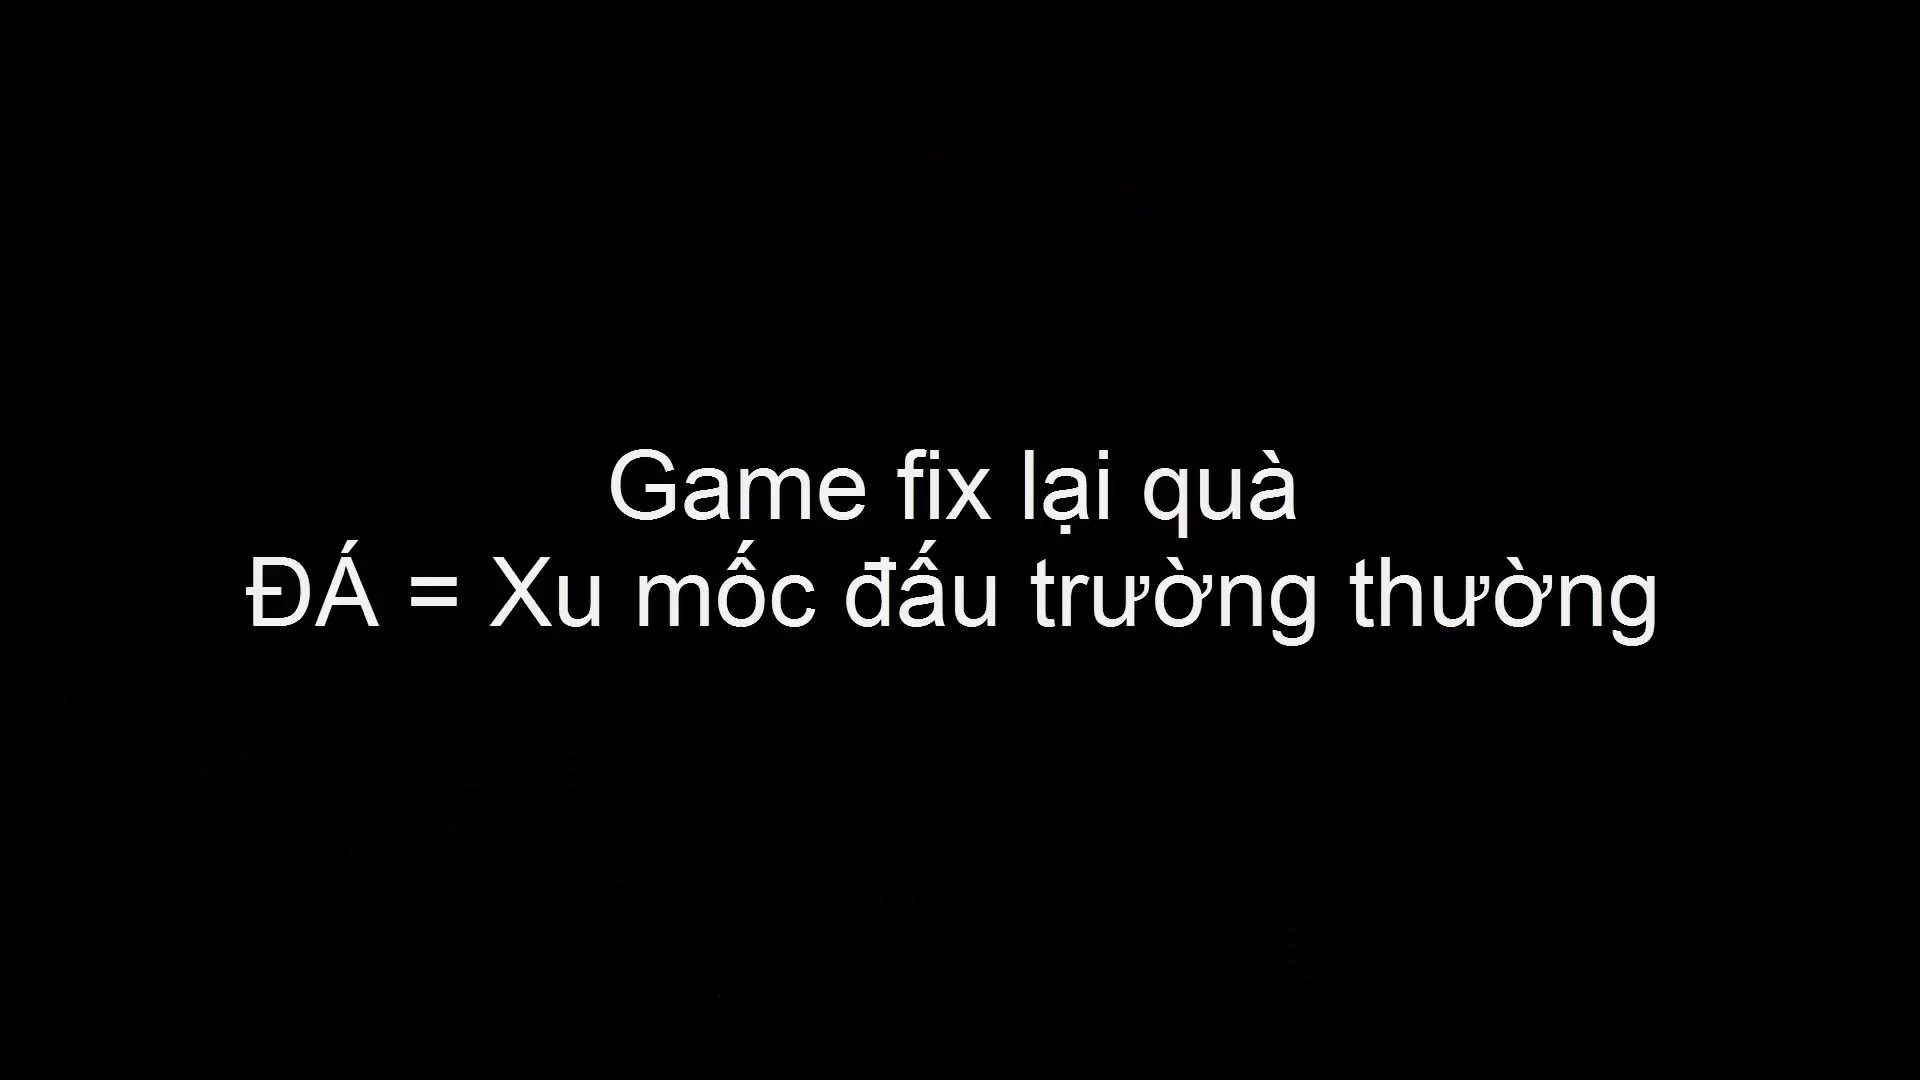 Game fix lại quà
ĐÁ = Xu mốc đấu trường thường